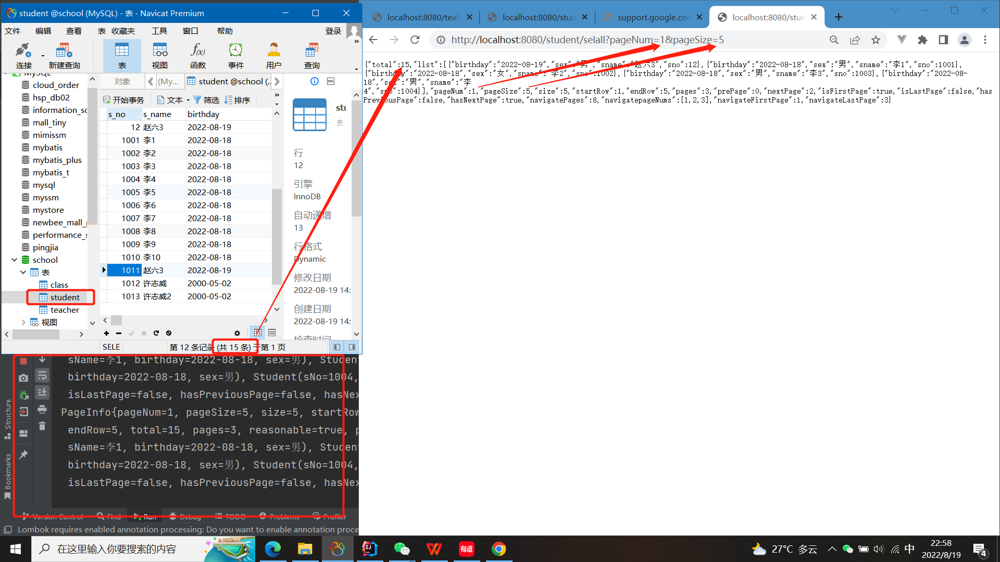 student @school (MySQL) - 表 - Navicat Premium
文件 编辑 查看 表 收藏夹 工具 窗口 帮助 登录
连接 新建查询 表 视图 函数 事件 用户 查询
MySQL
cloud_order
hsp_db02
information_sc
mall_tiny
mimissm
mybatis
mybatis_plus
mybatis_t
mysql
myssm
mystore
newbee_mall_
performance_s
pingjia
school
表
class
student
teacher
视图
对象 (My... student @school (..
开始事务 文本 筛选 排序
s_no s_name birthday
12 赵六3 2022-08-19
1001 李1 2022-08-18
1002 李2 2022-08-18
1003 李3 2022-08-18
1004 李4 2022-08-18
1005 李5 2022-08-18
1006 李6 2022-08-18
1007 李7 2022-08-18
1008 李8 2022-08-18
1009 李9 2022-08-18
1010 李10 2022-08-18
1011 赵六3 2022-08-19
1012 许志威 2000-05-02
1013 许志威2 2000-05-02
DDL
stu
表
行
12
引擎
InnoDB
自动递增
13
行格式
Dynamic
修改日期
2022-08-19 14:
创建日期
2022-08-19 14:
检查时间
SELE 第 12 条记录 (共 15 条) 于第 1 页
localhost:8080/teah localhost:8080/stud support.google.com localhost:8080/stud
http://localhost:8080/student/selall?pageNum=1&pageSize=5
{"total":15,"list":[{"birthday":"2022-08-19","sex":"男","sname":"赵六3","sno":12},{"birthday":"2022-08-18","sex":"男","sname":"李1","sno":1001},
{"birthday":"2022-08-18","sex":"女","sname":"李2","sno":1002},{"birthday":"2022-08-18","sex":"男","sname":"李3","sno":1003},{"birthday":"2022-08-
18","sex":"男","sname":"李
4","sno":1004}],"pageNum":1,"pageSize":5,"size":5,"startRow":1,"endRow":5,"pages":3,"prePage":0,"nextPage":2,"isFirstPage":true,"isLastPage":false,"has
PreviousPage":false,"hasNextPage":true,"navigatePages":8,"navigatepageNums":[1,2,3],"navigateFirstPage":1,"navigateLastPage":3}
sName=李1, birthday=2022-08-18, sex=男), Student
birthday=2022-08-18, sex=男), Student(sNo=1004,
isLastPage=false, hasPreviousPage=false, hasNex
PageInfo{pageNum=1, pageSize=5, size=5, startRow
endRow=5, total=15, pages=3, reasonable=true, p
sName=李1, birthday=2022-08-18, sex=男), Student
birthday=2022-08-18, sex=男), Student(sNo=1004,
isLastPage=false, hasPreviousPage=false, hasNex
Structure
Bookmarks
Version Control Find Run Debug TODO Problems Profiler
Lombok requires enabled annotation processing: Do you want to enable annotation proce
在这里输入你要搜索的内容
有道
27°C 多云
中
22:58
2022/8/19
4